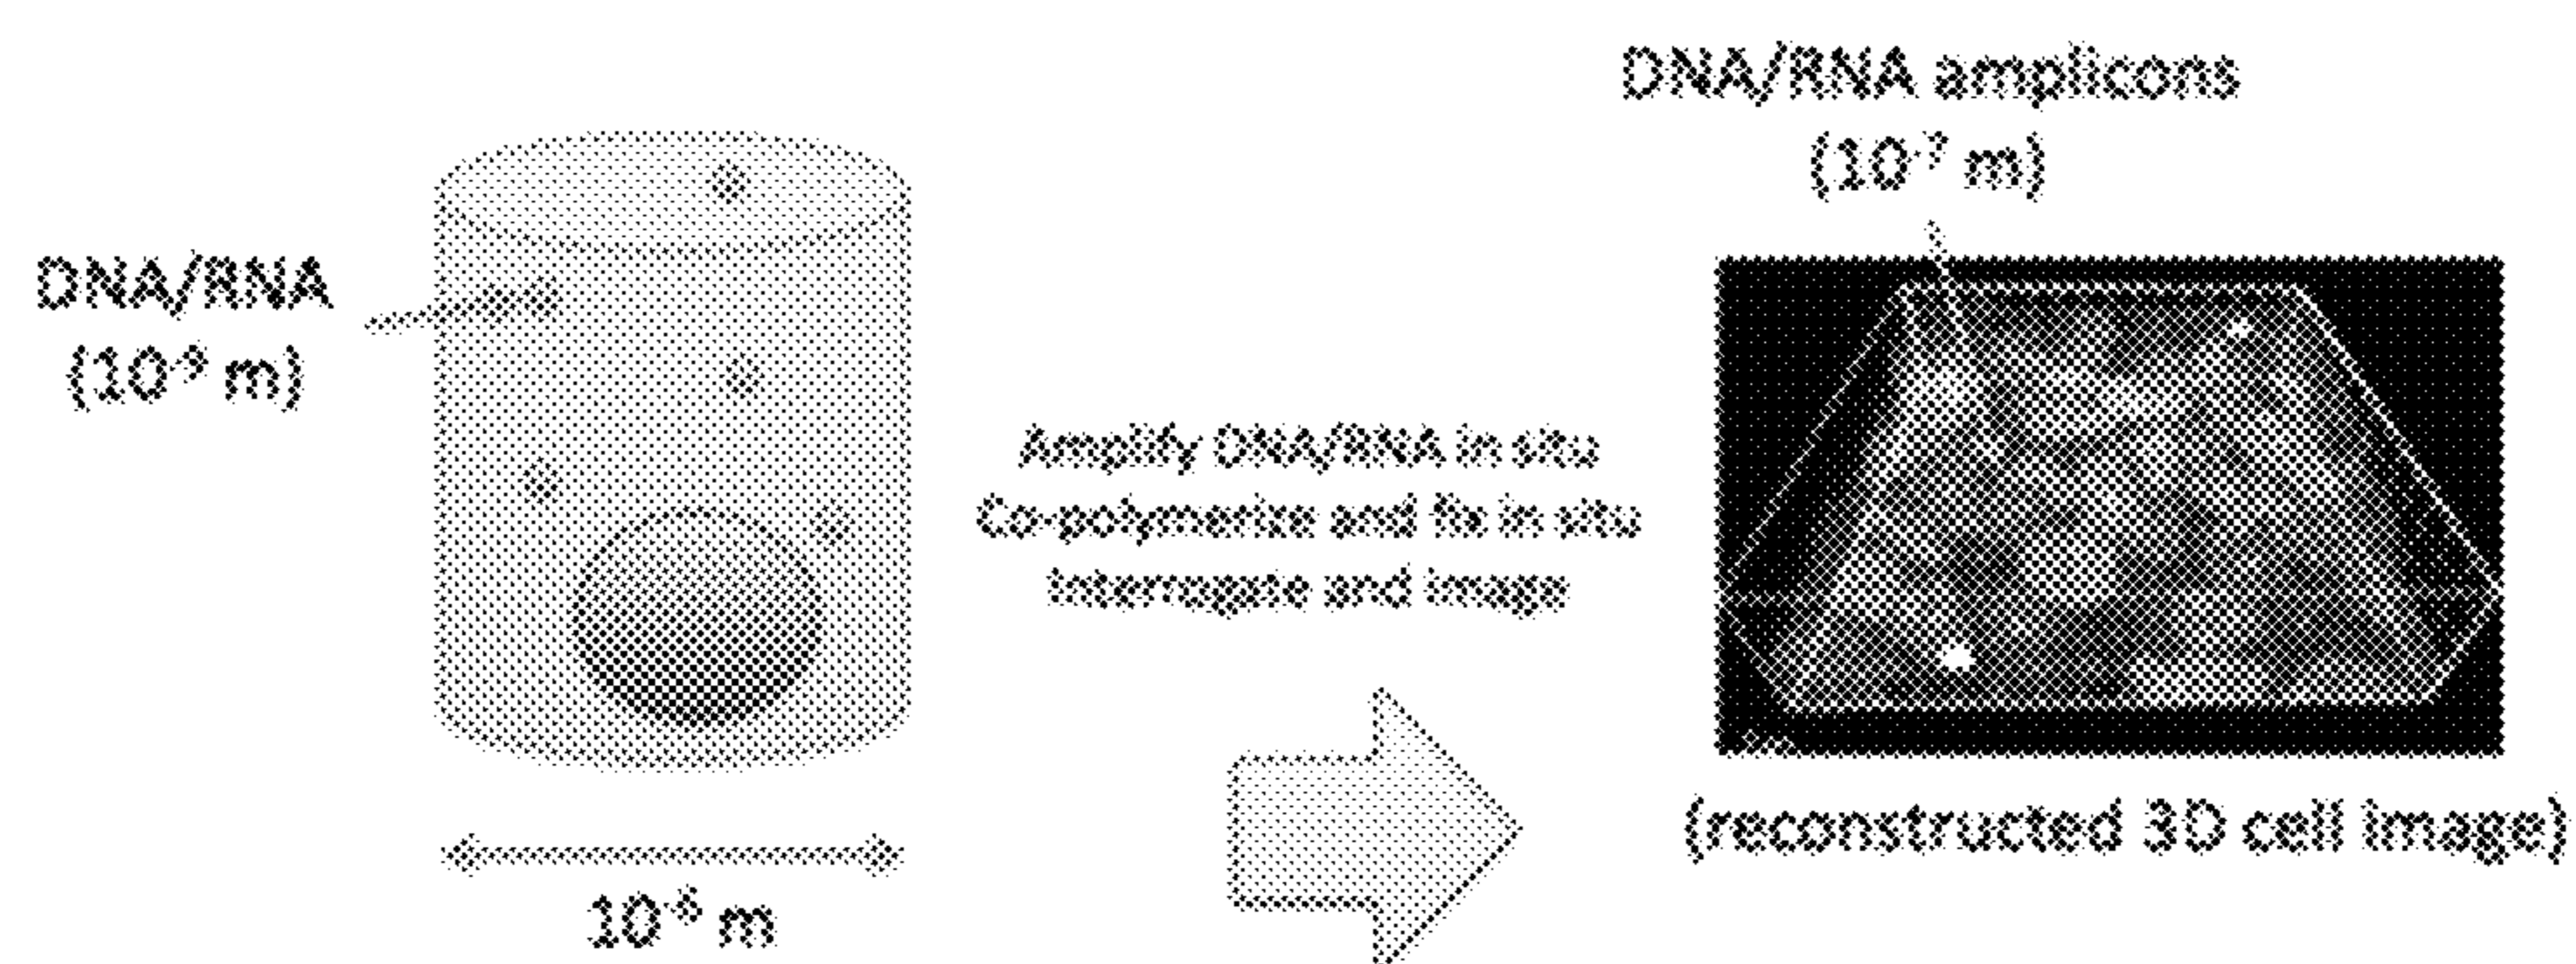 DNA/RNA amplicons
(10⁻⁷ m)
DNA/RNA
(10⁻⁹ m)
Amplify DNA/RNA in situ
Co-polymerize and fix in situ
Interrogate and image
(reconstructed 3D cell image)
10⁻⁶ m